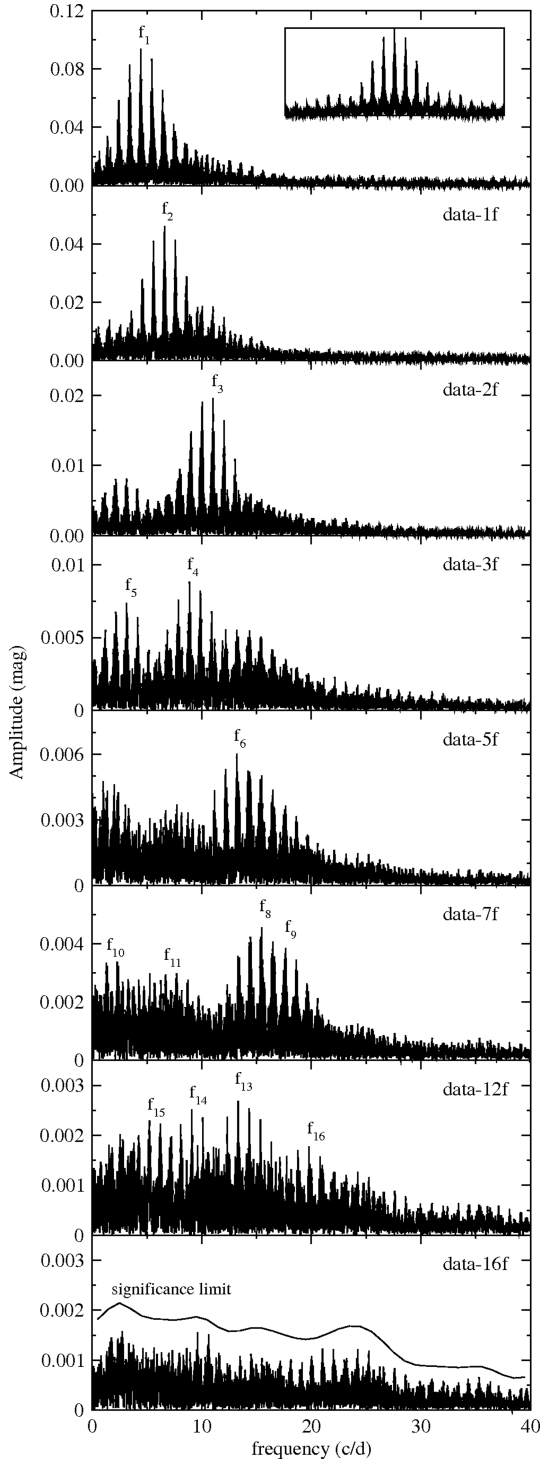 0.12
f1
0.08
0.04
0.00
data-1f
f2
0.04
0.02
0.00
data-2f
0.02
f3
0.01
0.00
data-3f
0.01
f5
f4
0.005
0
Amplitude (mag)
data-5f
f6
0.006
0.003
0
data-7f
f8
f9
f10
f11
0.004
0.002
0
data-12f
0.003
f13
f14
f15
f16
0.002
0.001
0
data-16f
0.003
significance limit
0.002
0.001
0
0 10 20 30 40
frequency (c/d)